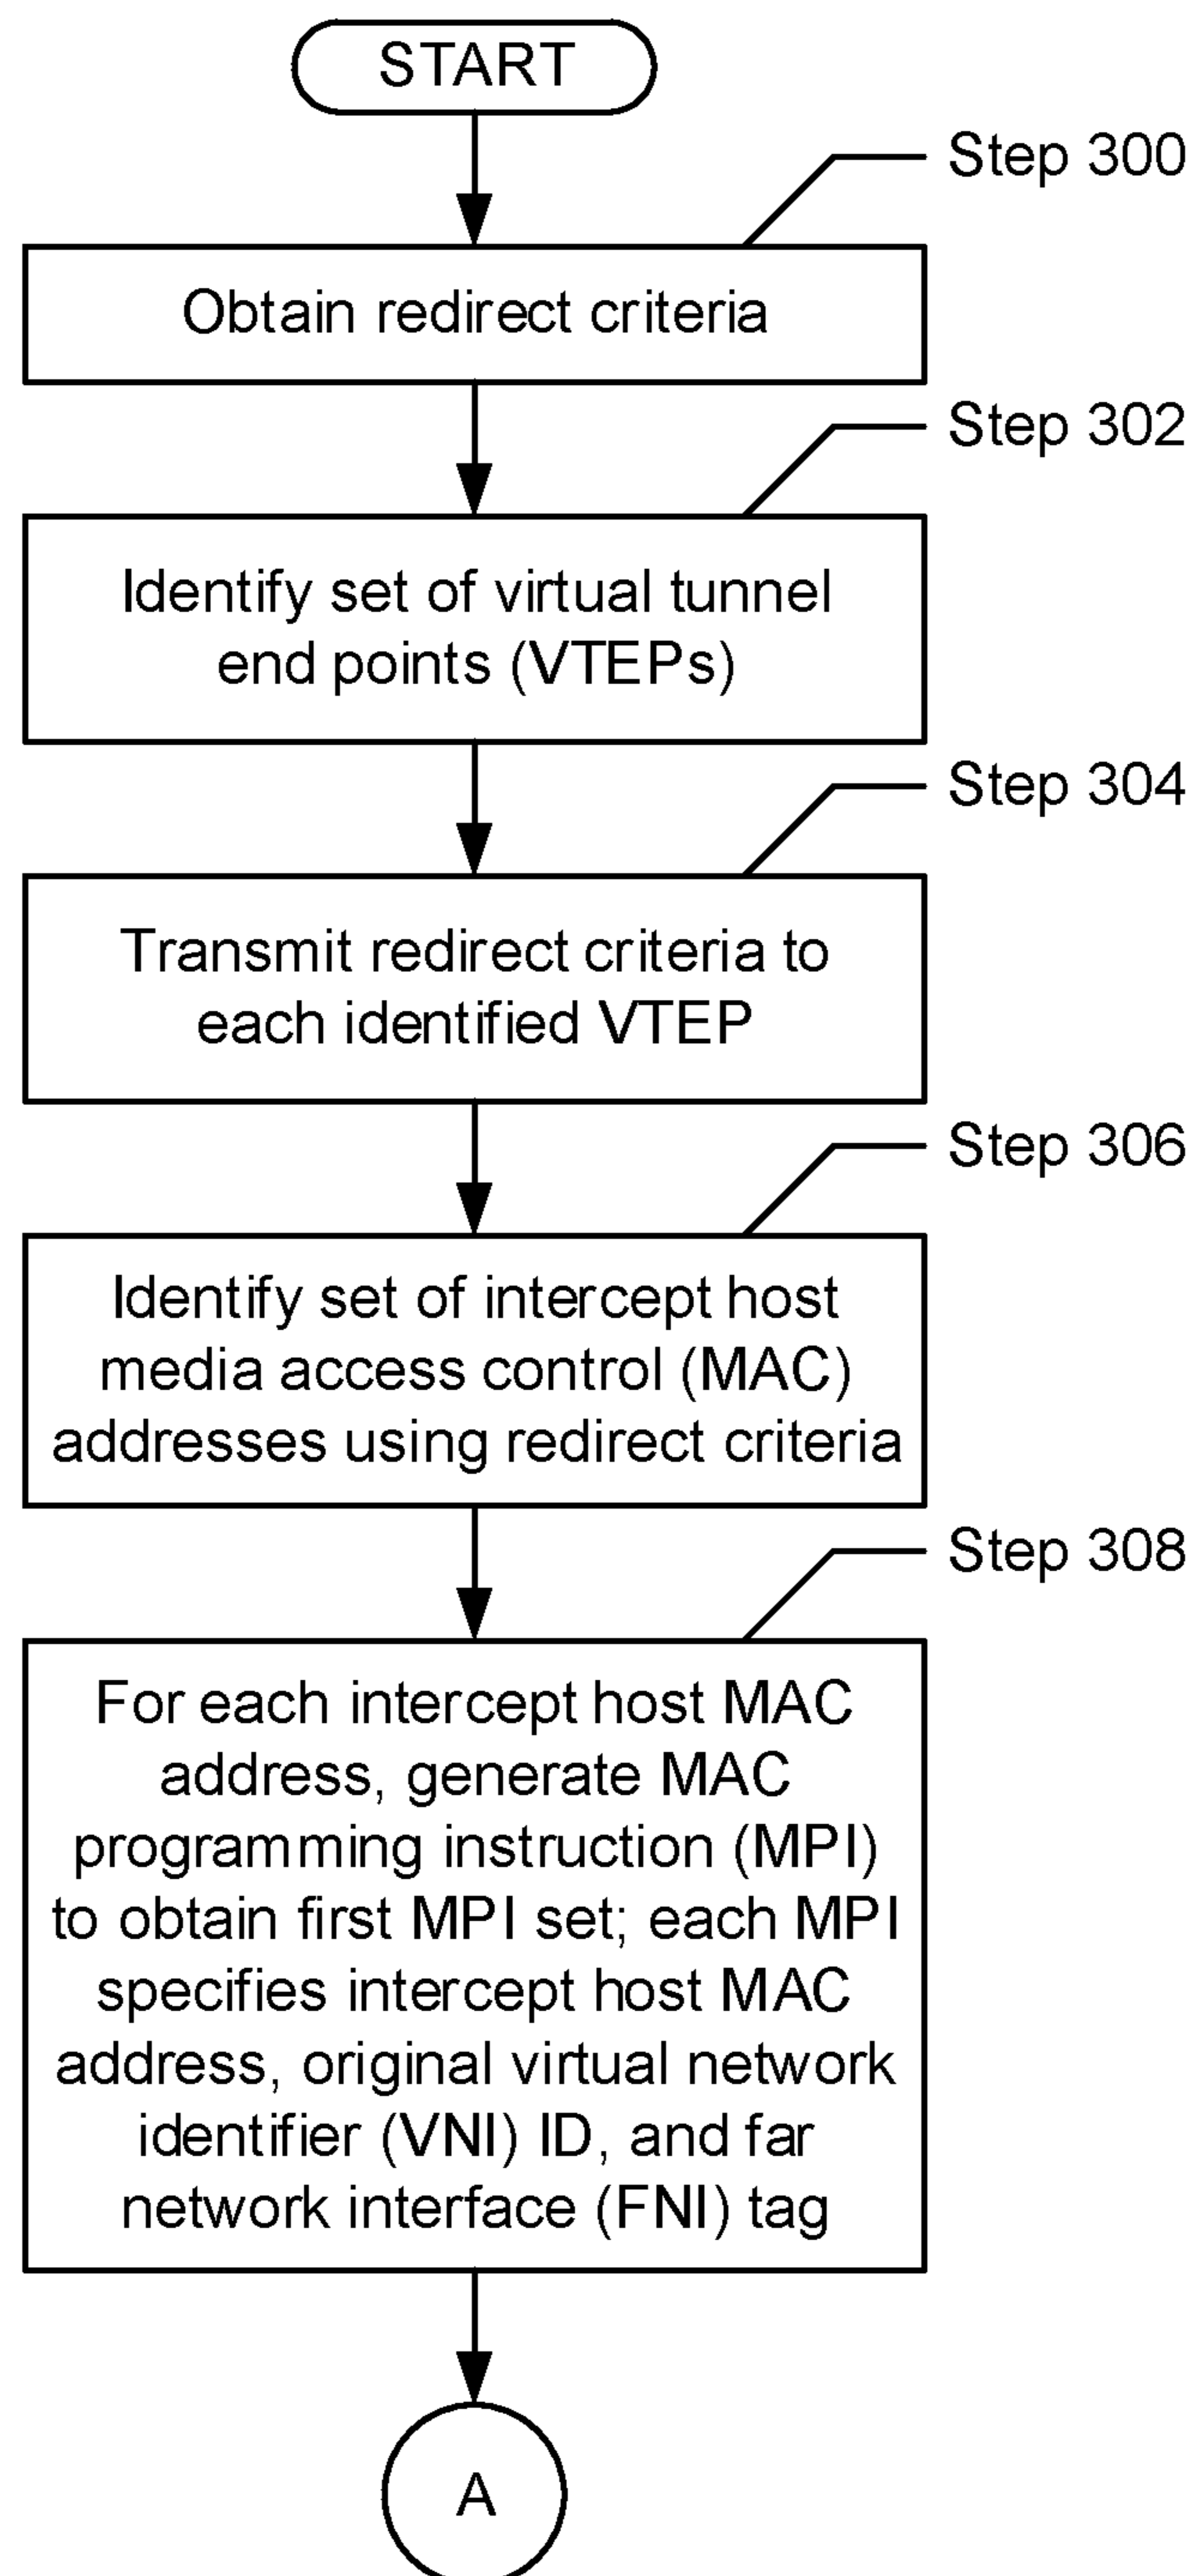 START
Step 300
Obtain redirect criteria
Step 302
Identify set of virtual tunnel
end points (VTEPs)
Step 304
Transmit redirect criteria to
each identified VTEP
Step 306
Identify set of intercept host
media access control (MAC)
addresses using redirect criteria
Step 308
For each intercept host MAC
address, generate MAC
programming instruction (MPI)
to obtain first MPI set; each MPI
specifies intercept host MAC
address, original virtual network
identifier (VNI) ID, and far
network interface (FNI) tag
A